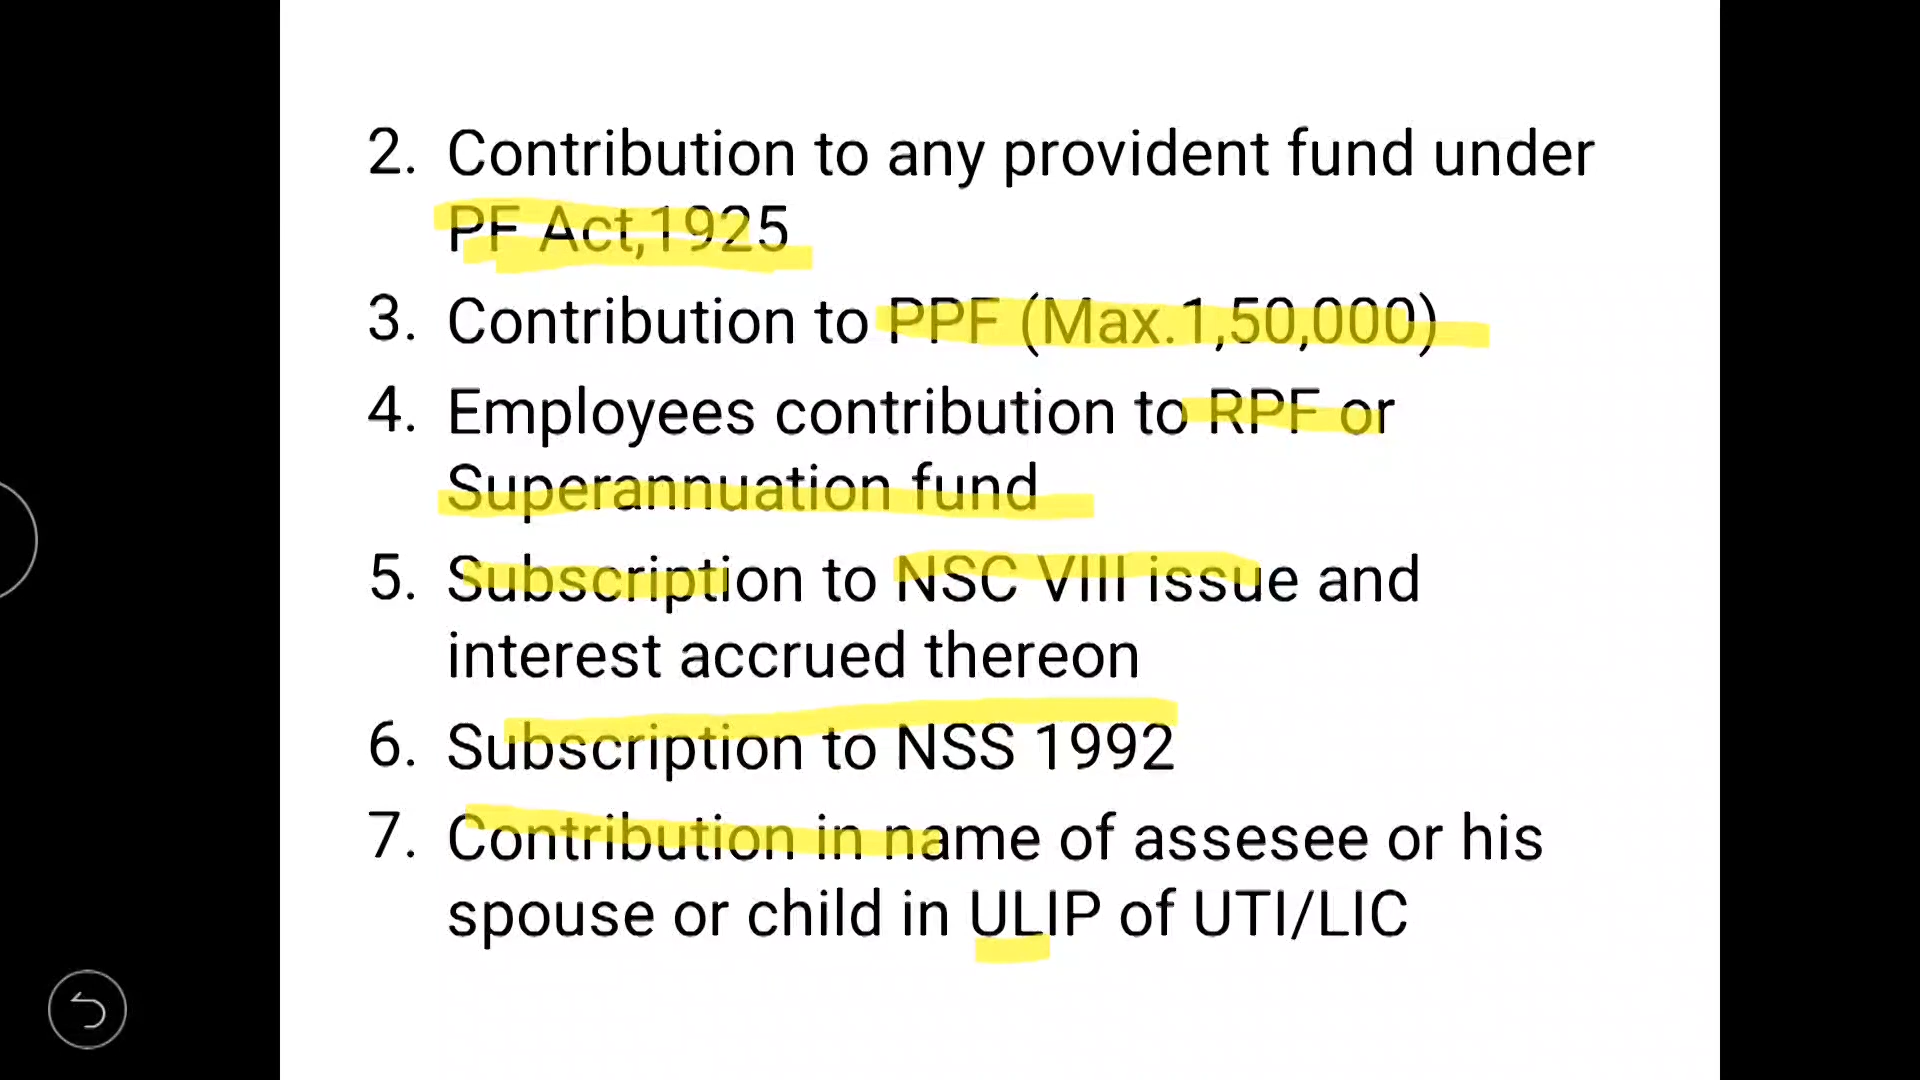 2. Contribution to any provident fund under
PF Act,1925
3. Contribution to PPF (Max.1,50,000)
4. Employees contribution to RPF or
Superannuation fund
5. Subscription to NSC VIII issue and
interest accrued thereon
6. Subscription to NSS 1992
7. Contribution in name of assesee or his
spouse or child in ULIP of UTI/LIC